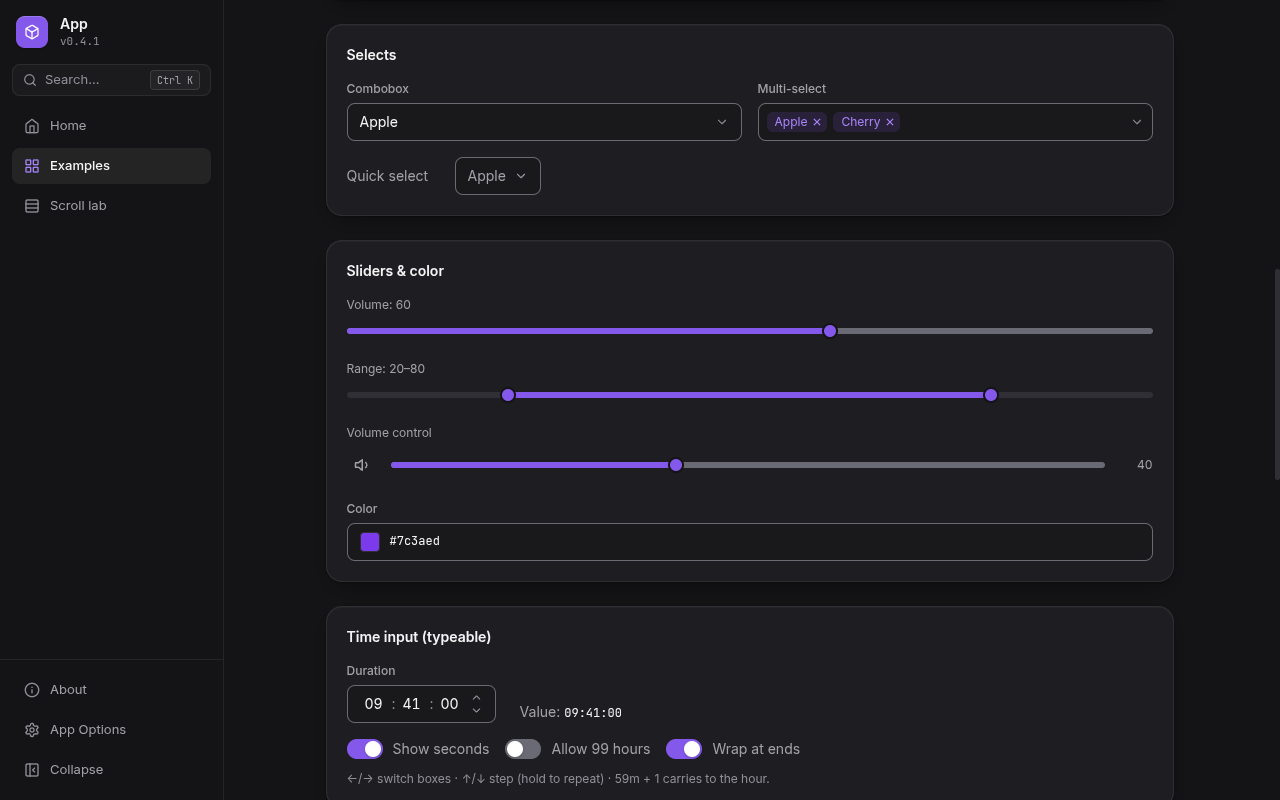 App
v0.4.1
Search...
Ctrl K
Home
Examples
Scroll lab
About
App Options
Collapse
Selects
Combobox
Apple
Multi-select
Apple
Cherry
Quick select
Apple
Sliders & color
Volume: 60
Range: 20–80
Volume control
40
Color
#7c3aed
Time input (typeable)
Duration
09 : 41 : 00
Value: 09:41:00
Show seconds
Allow 99 hours
Wrap at ends
←/→ switch boxes · ↑/↓ step (hold to repeat) · 59m + 1 carries to the hour.